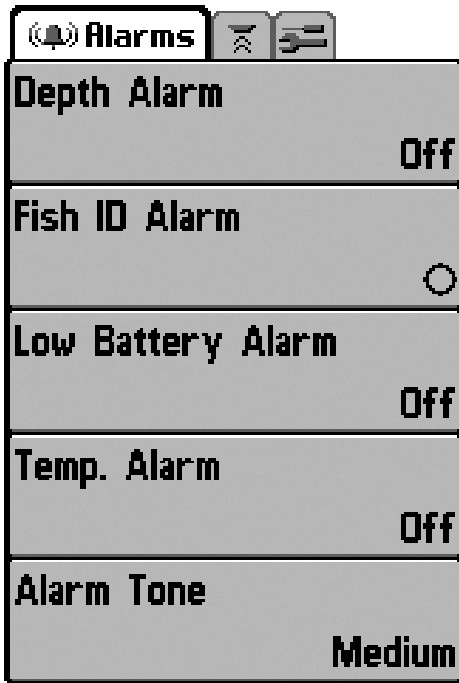 Alarms
Depth Alarm
Off
Fish ID Alarm
Low Battery Alarm
Off
Temp. Alarm
Off
Alarm Tone
Medium